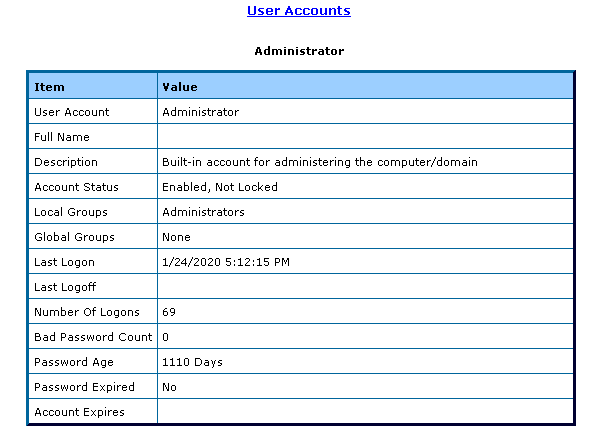 User Accounts
Administrator
Item Value
User Account Administrator
Full Name
Description Built-in account for administering the computer/domain
Account Status Enabled, Not Locked
Local Groups Administrators
Global Groups None
Last Logon 1/24/2020 5:12:15 PM
Last Logoff
Number Of Logons 69
Bad Password Count 0
Password Age 1110 Days
Password Expired No
Account Expires